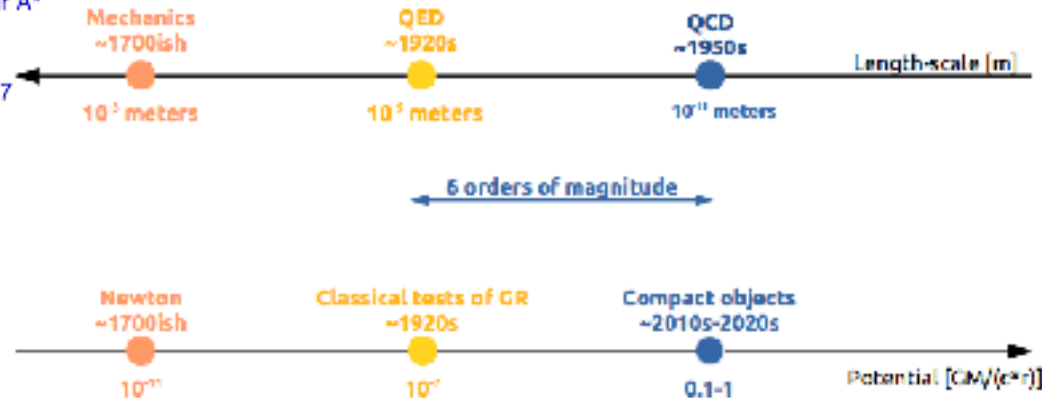 Mechanics
~1700ish
QED
~1920s
QCD
~1950s
Length-scale [m]
7
meters
meters
meters
6 orders of magnitude
Newton
~1700ish
Classical tests of GR
~1920s
Compact objects
~2010s-2020s
0.1-1
Potential